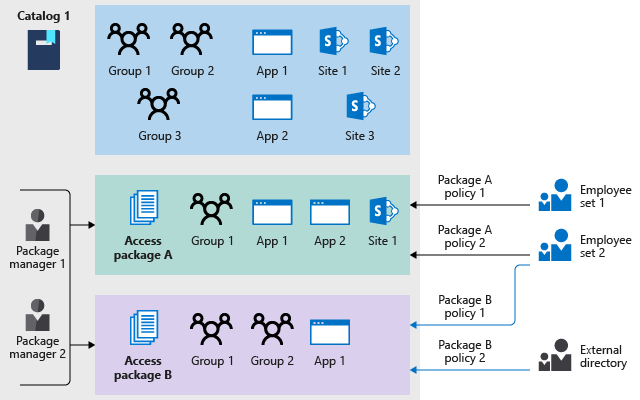 Catalog 1
Group 1
Group 2
App 1
Site 1
Site 2
Group 3
App 2
Site 3
Package
manager 1
Package
manager 2
Access
package A
Group 1
App 1
App 2
Site 1
Access
package B
Group 1
Group 2
App 1
Package A
policy 1
Package A
policy 2
Package B
policy 1
Package B
policy 2
Employee
set 1
Employee
set 2
External
directory